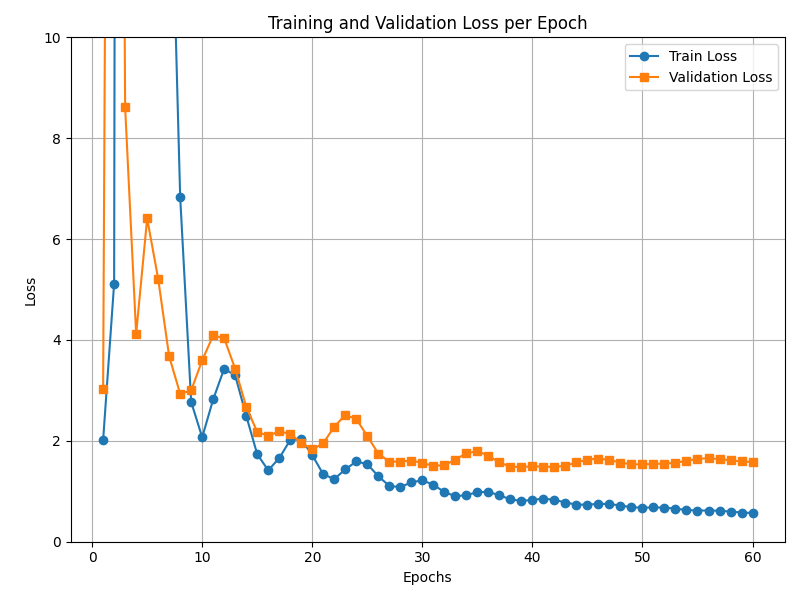 Training and Validation Loss per Epoch
Train Loss
Validation Loss
Loss
10
8
6
4
2
0
0 10 20 30 40 50 60
Epochs